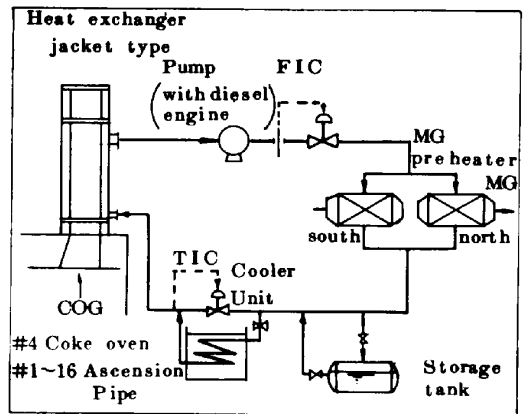 Heat exchanger
jacket type
Pump
(with diesel
engine)
FIC
MG
preheater
MG
south
north
TIC
Cooler
Unit
COG
#4 Coke oven
#1~16 Ascension
Pipe
Storage
tank